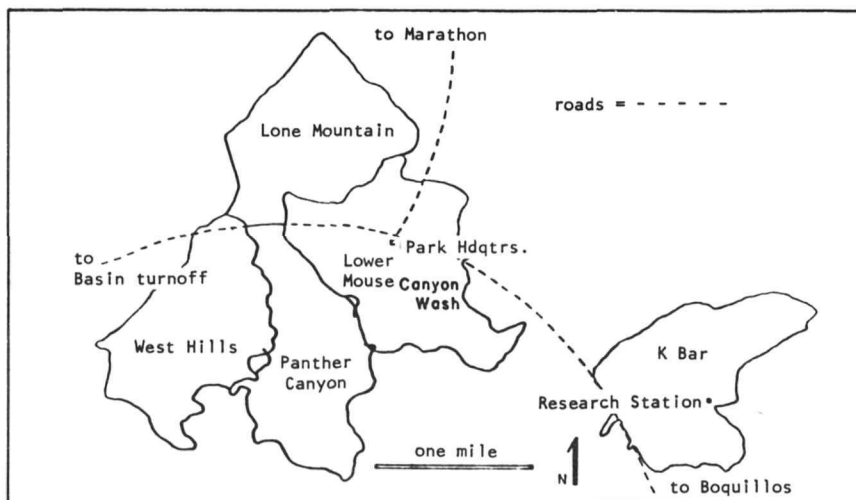 to Marathon
roads = - - - - - -
Lone Mountain
to
Basin turnoff
Park Hdqtrs.
Lower
Mouse Canyon
Wash
West Hills
Panther
Canyon
K Bar
Research Station
one mile
N
to Boquillos